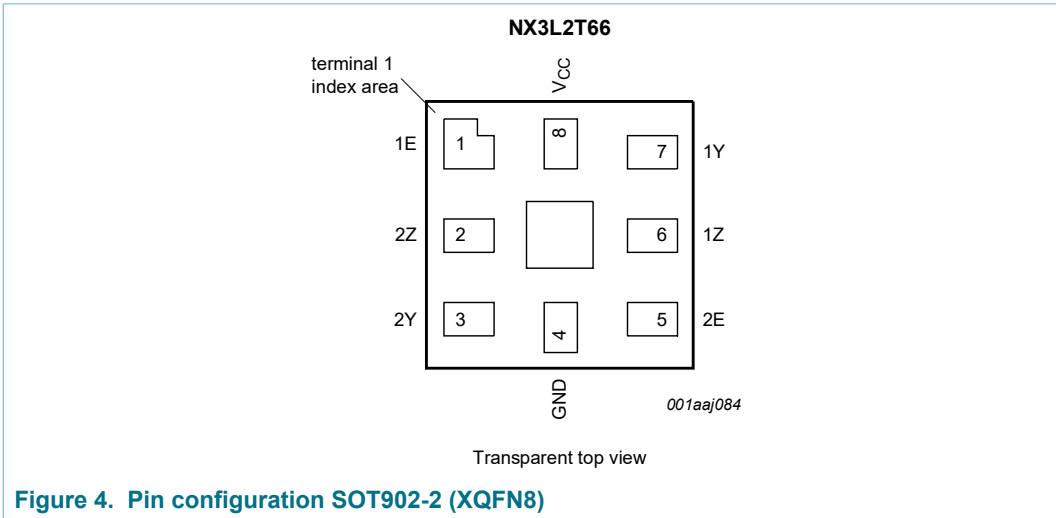 NX3L2T66
terminal 1
index area
VCC
1E
1
8
7
1Y
2Z
2
6
1Z
2Y
3
4
5
2E
GND
001aaj084
Transparent top view
Figure 4. Pin configuration SOT902-2 (XQFN8)